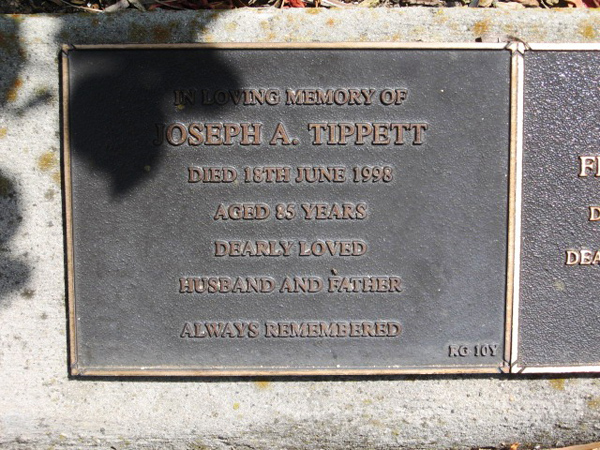 IN LOVING MEMORY OF
JOSEPH A. TIPPETT
DIED 18TH JUNE 1998
AGED 85 YEARS
DEARLY LOVED
HUSBAND AND FATHER
ALWAYS REMEMBERED
RG 10Y